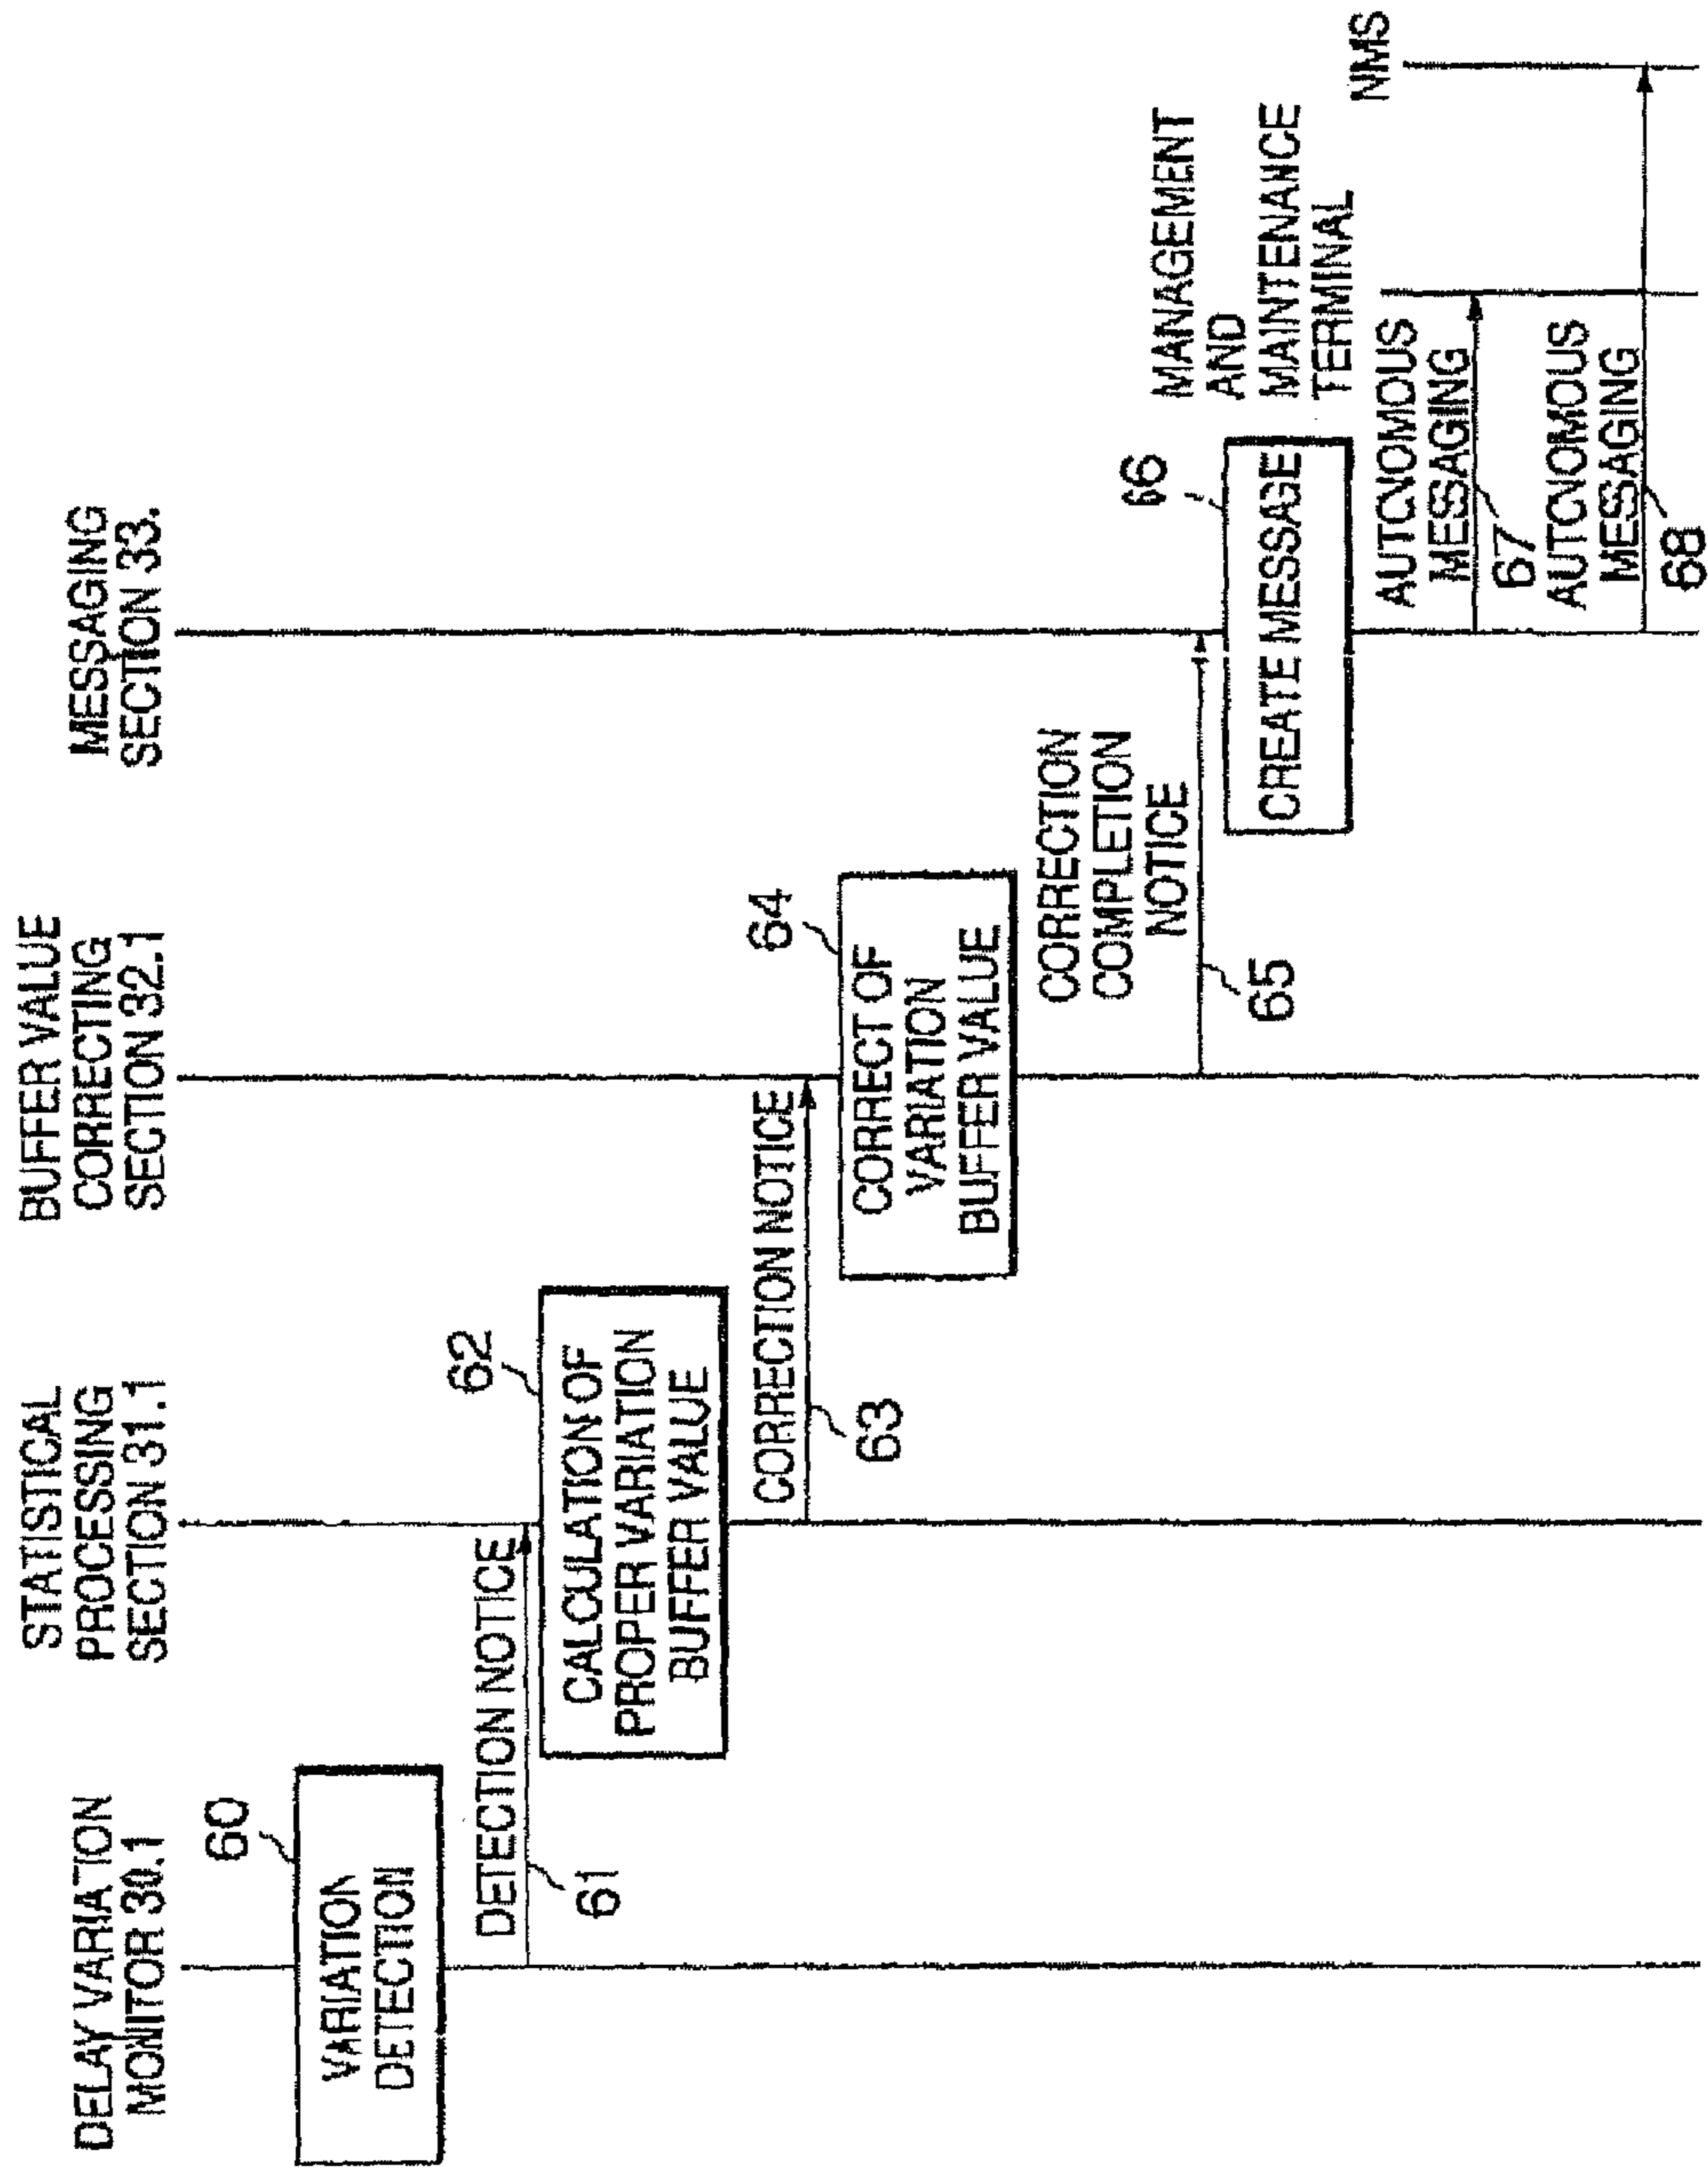 DELAY VARIATION
MONITOR 30.1
STATISTICAL
PROCESSING
SECTION 31.1
BUFFER VALUE
CORRECTING
SECTION 32.1
MESSAGING
SECTION 33.
60
VARIATION
DETECTION
DETECTION NOTICE
61
62
CALCULATION OF
PROPER VARIATION
BUFFER VALUE
CORRECTION NOTICE
63
64
CORRECT OF
VARIATION
BUFFER VALUE
CORRECTION
COMPLETION
NOTICE
65
66
CREATE MESSAGE
MANAGEMENT
AND
MAINTENANCE
TERMINAL
NMS
AUTONOMOUS
MESSAGING
67
AUTONOMOUS
MESSAGING
68